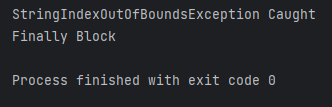 StringIndexOutOfBoundsException Caught
Finally Block
Process finished with exit code 0